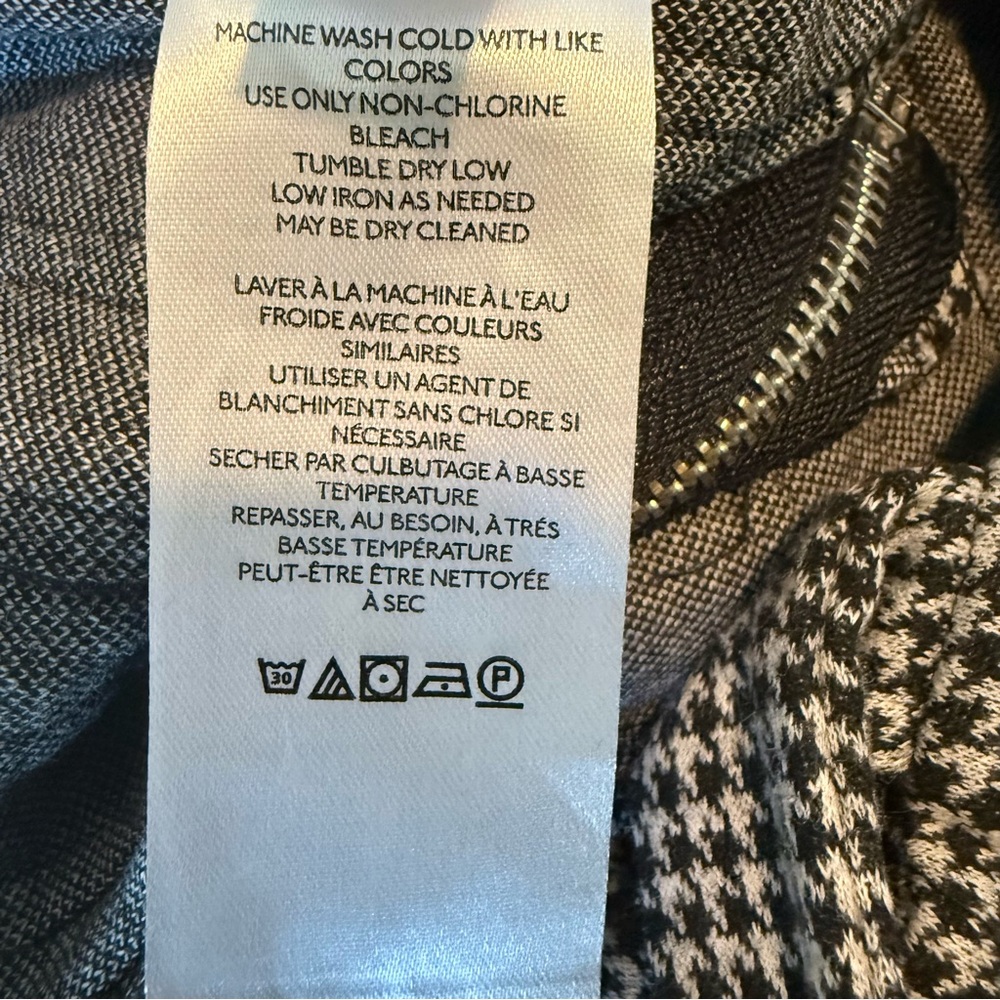 MACHINE WASH COLD WITH LIKE
COLORS
USE ONLY NON-CHLORINE
BLEACH
TUMBLE DRY LOW
LOW IRON AS NEEDED
MAY BE DRY CLEANED
LAVER À LA MACHINE À L'EAU
FROIDE AVEC COULEURS
SIMILAIRES
UTILISER UN AGENT DE
BLANCHIMENT SANS CHLORE SI
NÉCESSAIRE
SECHER PAR CULBUTAGE À BASSE
TEMPERATURE
REPASSER, AU BESOIN, À TRÉS
BASSE TEMPÉRATURE
PEUT-ÊTRE ÊTRE NETTOYÉE
À SEC
30 P